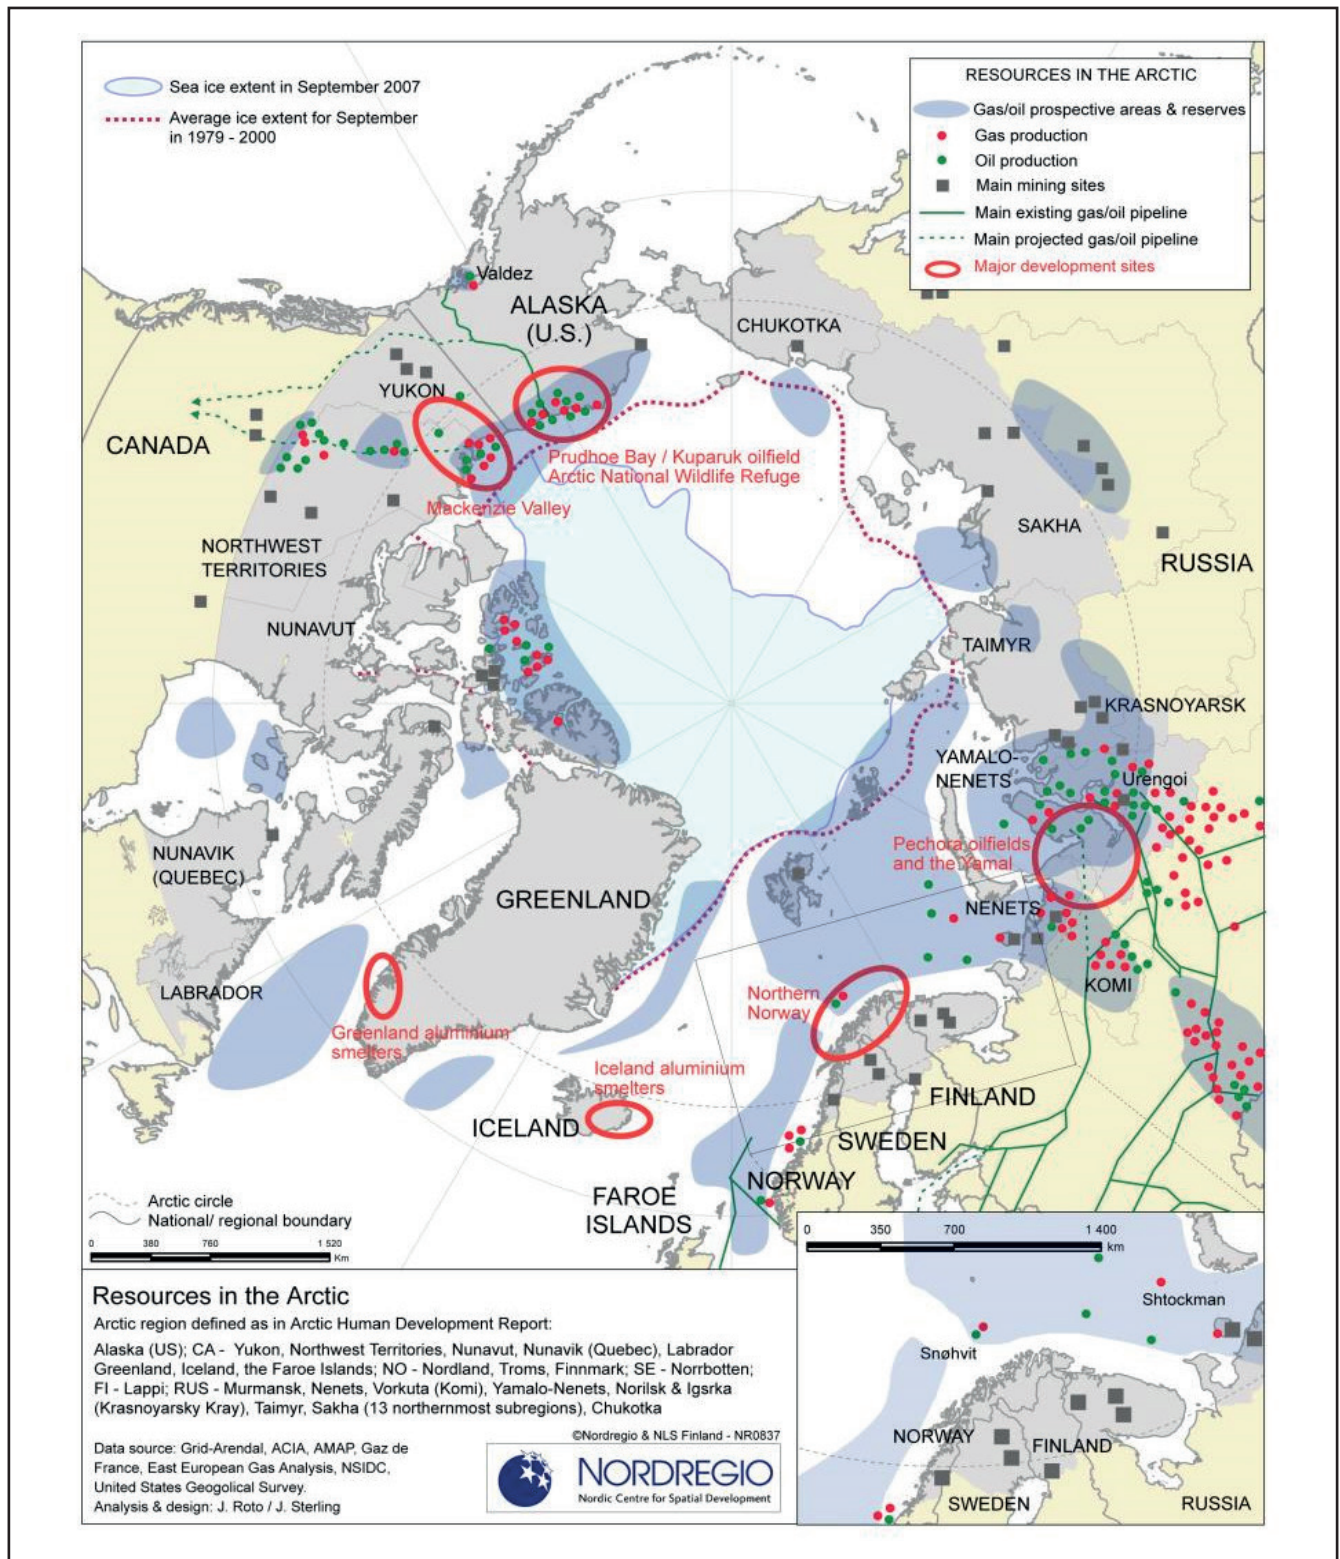 Sea ice extent in September 2007
Average ice extent for September
in 1979 - 2000
RESOURCES IN THE ARCTIC
Gas/oil prospective areas & reserves
Gas production
Oil production
Main mining sites
Main existing gas/oil pipeline
Main projected gas/oil pipeline
Major development sites
Valdez
ALASKA
(U.S.)
CHUKOTKA
YUKON
CANADA
Prudhoe Bay / Kuparuk oilfield
Arctic National Wildlife Refuge
Mackenzie Valley
SAKHA
NORTHWEST
TERRITORIES
RUSSIA
NUNAVUT
TAIMYR
KRASNOYARSK
YAMALO-
NENETS
Urengoi
NUNAVIK
(QUEBEC)
Pechora oilfields
and the Yamal
GREENLAND
NENETS
LABRADOR
KOMI
Northern
Norway
Greenland aluminium
smelters
Iceland aluminium
smelters
FINLAND
ICELAND
SWEDEN
NORWAY
FAROE
ISLANDS
Arctic circle
National/ regional boundary
0 380 760 1 520
Km
0 350 700 1 400
km
Shtockman
Snøhvit
NORWAY
FINLAND
SWEDEN
RUSSIA
Resources in the Arctic
Arctic region defined as in Arctic Human Development Report:
Alaska (US); CA - Yukon, Northwest Territories, Nunavut, Nunavik (Quebec), Labrador
Greenland, Iceland, the Faroe Islands; NO - Nordland, Troms, Finnmark; SE - Norrbotten;
FI - Lappi; RUS - Murmansk, Nenets, Vorkuta (Komi), Yamalo-Nenets, Norilsk & Igsrka
(Krasnoyarsky Kray), Taimyr, Sakha (13 northernmost subregions), Chukotka
©Nordregio & NLS Finland - NR0837
Data source: Grid-Arendal, ACIA, AMAP, Gaz de
France, East European Gas Analysis, NSIDC,
United States Geogolical Survey.
Analysis & design: J. Roto / J. Sterling
NORDREGIO
Nordic Centre for Spatial Development